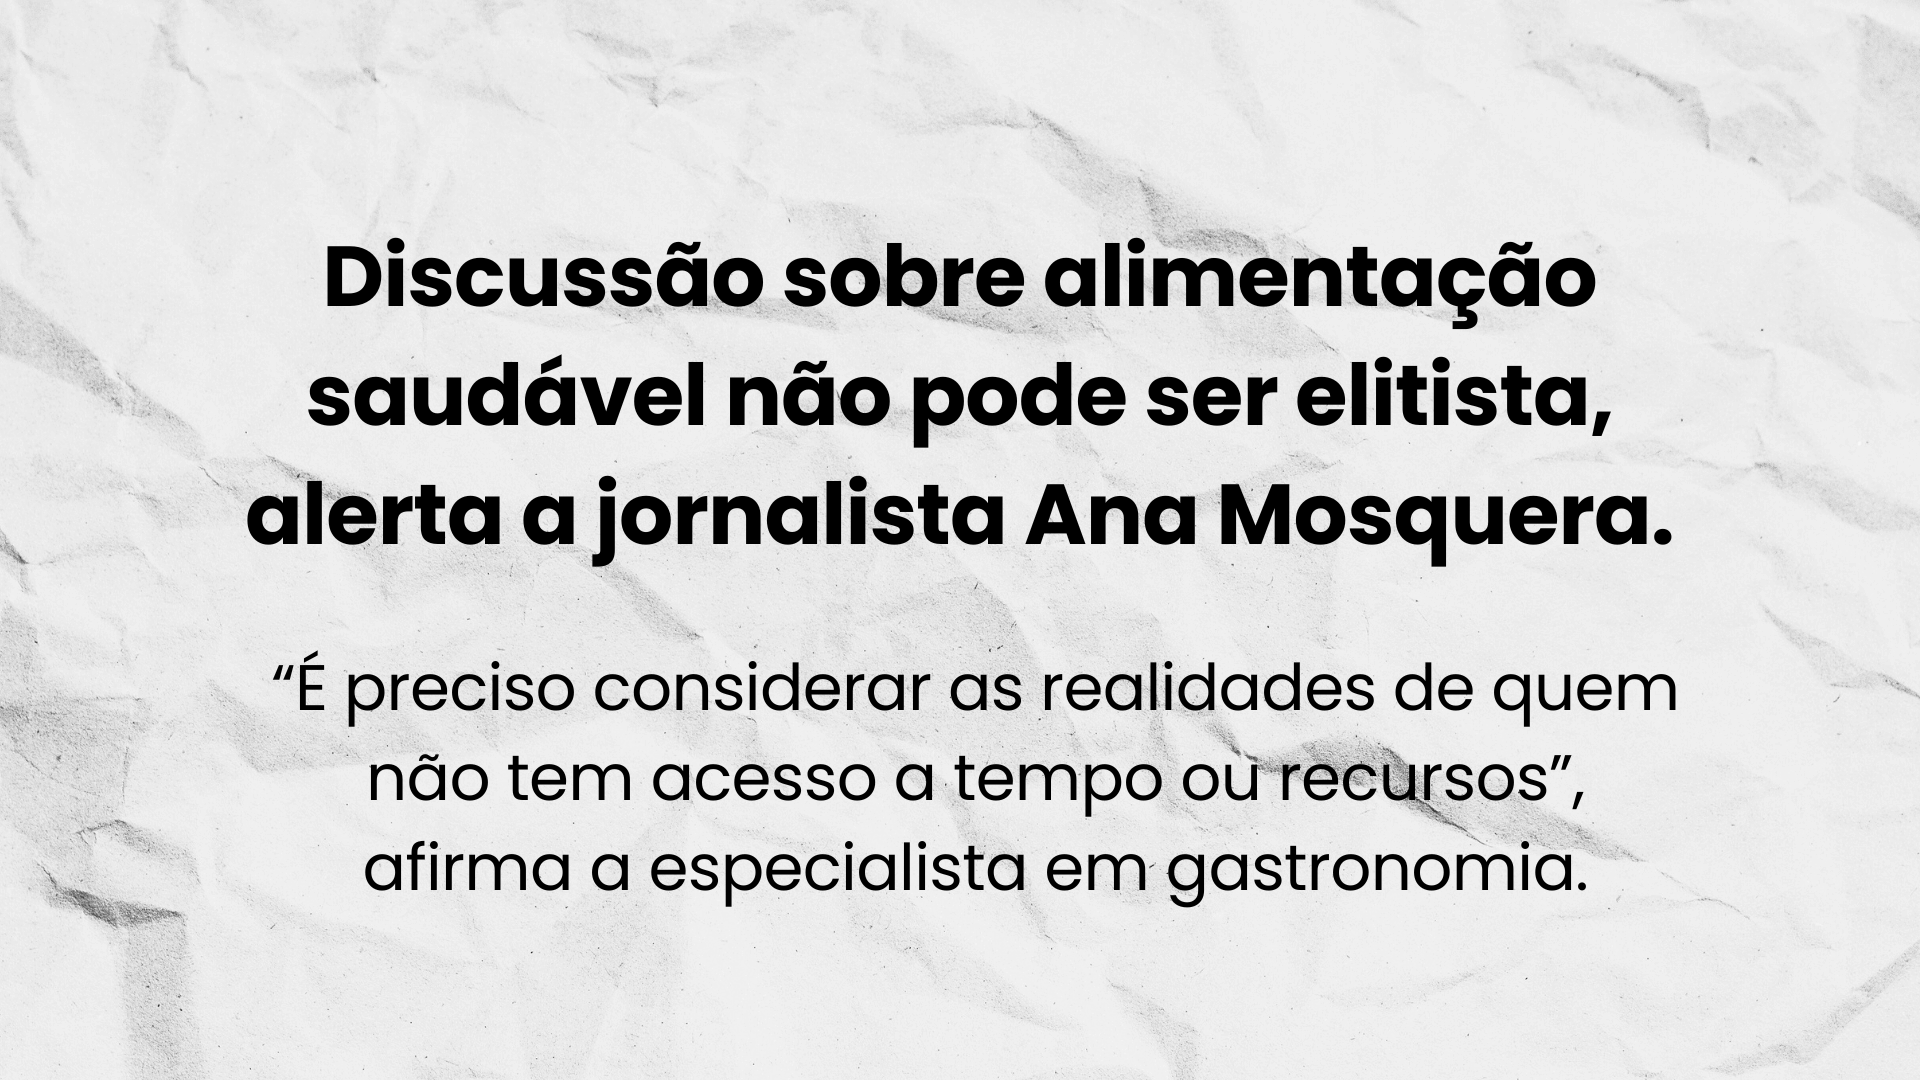 Discussão sobre alimentação
saudável não pode ser elitista,
alerta a jornalista Ana Mosquera.
“É preciso considerar as realidades de quem
não tem acesso a tempo ou recursos”,
afirma a especialista em gastronomia.